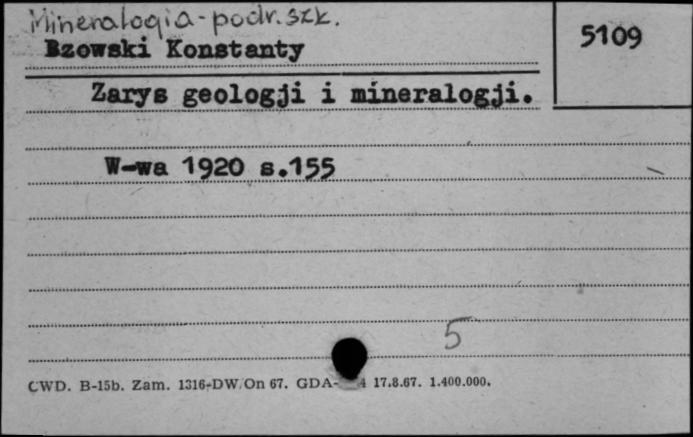 Mineralogia-podr. szk.
Bzowski Konstanty
5109
Zarys geologji i mineralogji.
W-wa 1920 s.155
5
CWD. B-15b. Zam. 1316-DW/On 67. GDA- 4 17.8.67. 1.400.000.